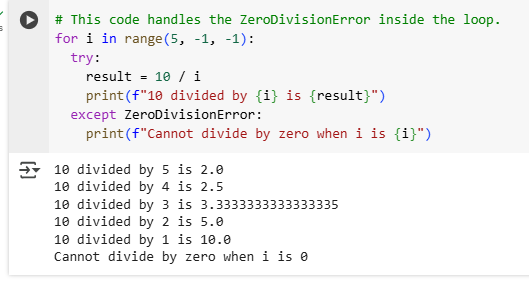 # This code handles the ZeroDivisionError inside the loop.
for i in range(5, -1, -1):
  try:
    result = 10 / i
    print(f"10 divided by {i} is {result}")
  except ZeroDivisionError:
    print(f"Cannot divide by zero when i is {i}")
10 divided by 5 is 2.0
10 divided by 4 is 2.5
10 divided by 3 is 3.3333333333333335
10 divided by 2 is 5.0
10 divided by 1 is 10.0
Cannot divide by zero when i is 0